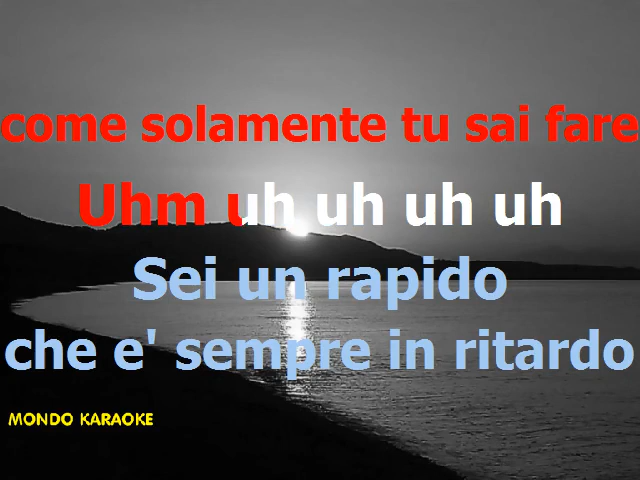 come solamente tu sai fare
Uhm uh uh uh uh
Sei un rapido
che e' sempre in ritardo
MONDO KARAOKE